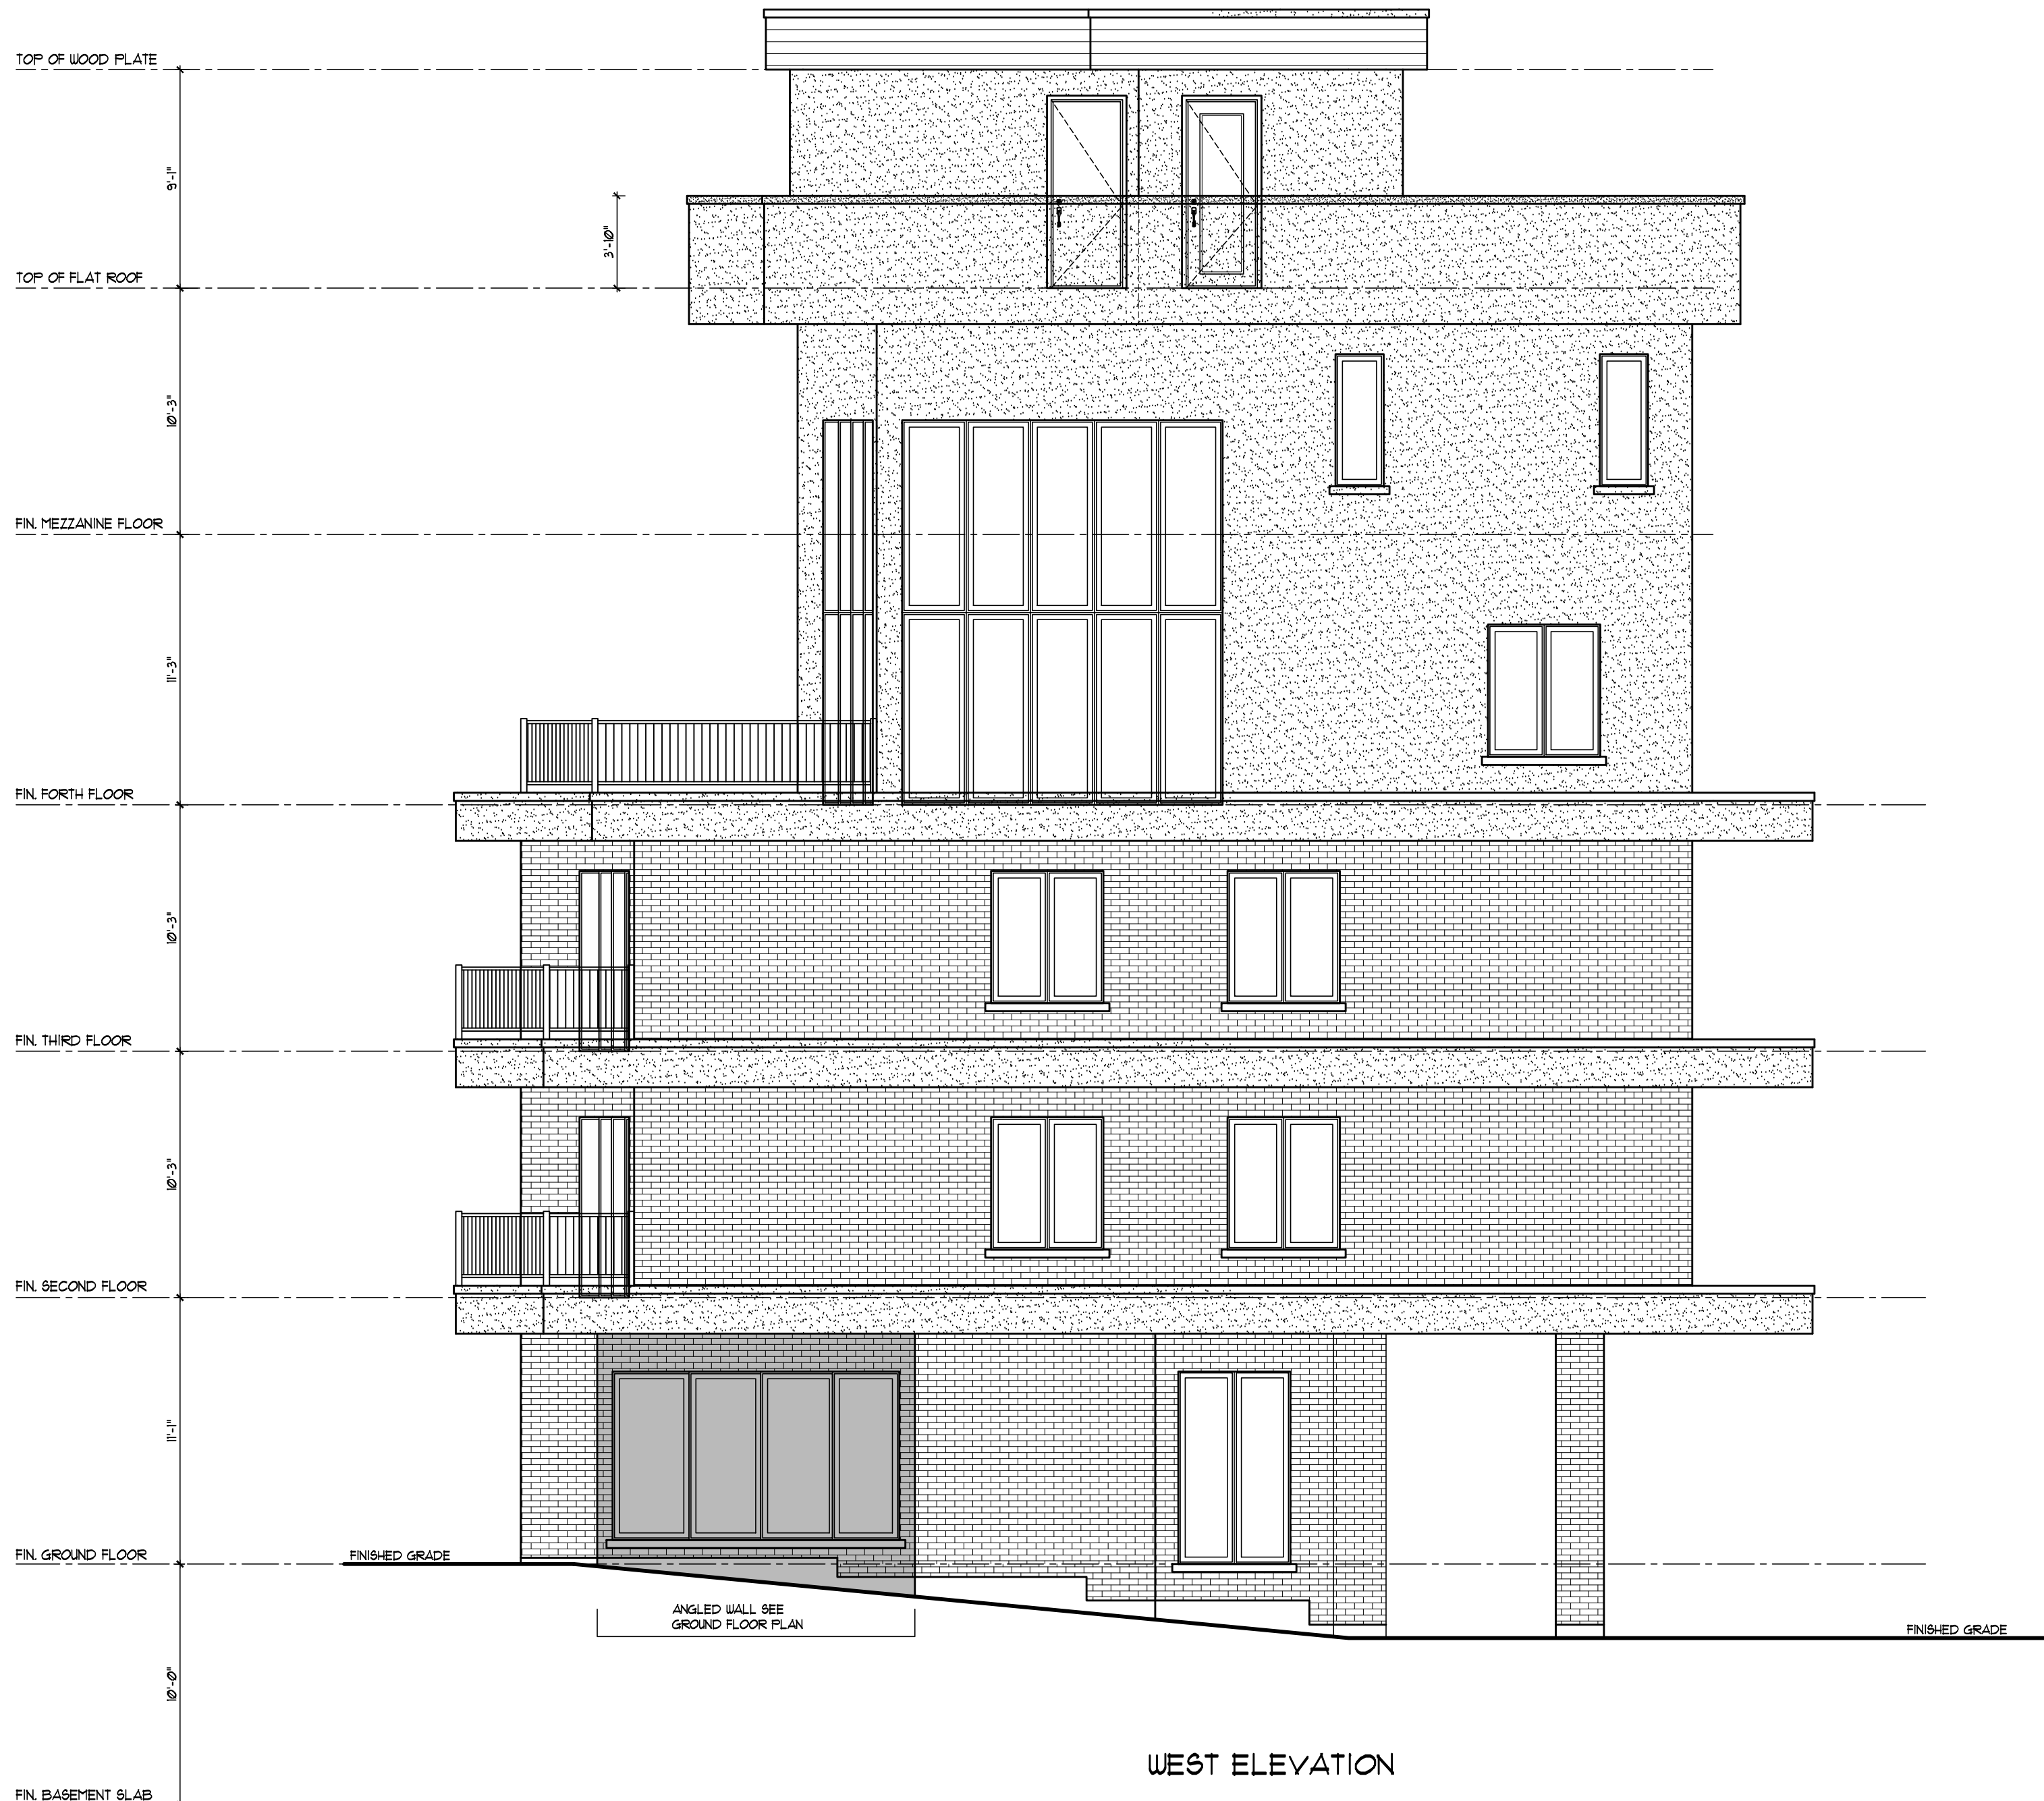 TOP OF WOOD PLATE
9'-1"
3'-10"
TOP OF FLAT ROOF
10'-3"
FIN. MEZZANINE FLOOR
11'-3"
FIN. FORTH FLOOR
10'-3"
FIN. THIRD FLOOR
10'-3"
FIN. SECOND FLOOR
11'-1"
FIN. GROUND FLOOR
FINISHED GRADE
ANGLED WALL SEE
GROUND FLOOR PLAN
FINISHED GRADE
10'-0"
WEST ELEVATION
FIN. BASEMENT SLAB